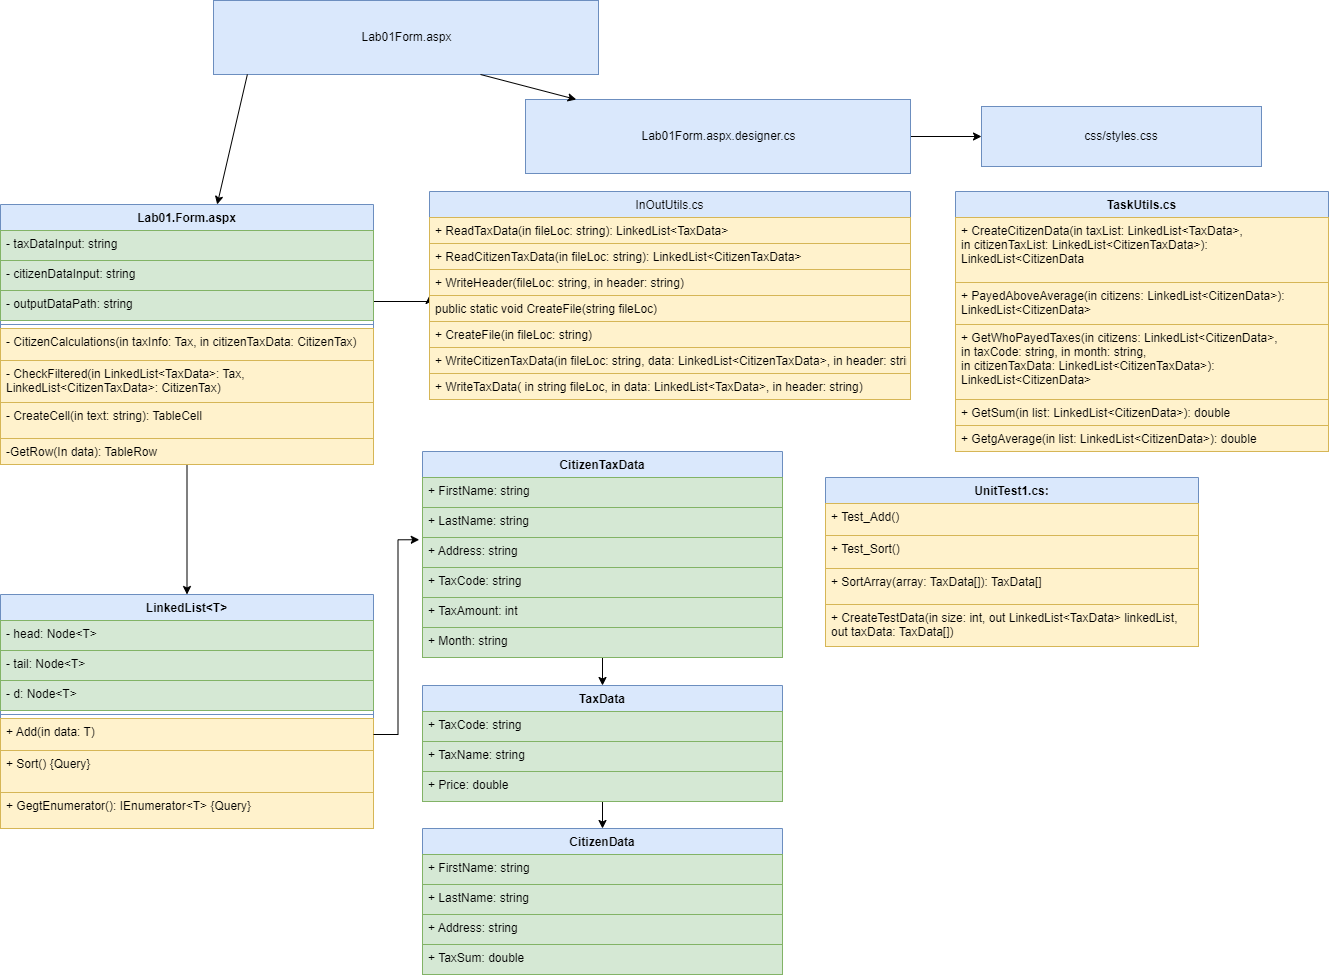 Lab01Form.aspx
Lab01Form.aspx.designer.cs
css/styles.css
Lab01.Form.aspx
- taxDataInput: string
- citizenDataInput: string
- outputDataPath: string
- CitizenCalculations(in taxInfo: Tax, in citizenTaxData: CitizenTax)
- CheckFiltered(in LinkedList<TaxData>: Tax,
LinkedList<CitizenTaxData>: CitizenTax)
- CreateCell(in text: string): TableCell
-GetRow(In data): TableRow
InOutUtils.cs
+ ReadTaxData(in fileLoc: string): LinkedList<TaxData>
+ ReadCitizenTaxData(in fileLoc: string): LinkedList<CitizenTaxData>
+ WriteHeader(fileLoc: string, in header: string)
public static void CreateFile(string fileLoc)
+ CreateFile(in fileLoc: string)
+ WriteCitizenTaxData(in fileLoc: string, data: LinkedList<CitizenTaxData>, in header: stri
+ WriteTaxData( in string fileLoc, in data: LinkedList<TaxData>, in header: string)
TaskUtils.cs
+ CreateCitizenData(in taxList: LinkedList<TaxData>,
in citizenTaxList: LinkedList<CitizenTaxData>):
LinkedList<CitizenData
+ PayedAboveAverage(in citizens: LinkedList<CitizenData>):
LinkedList<CitizenData>
+ GetWhoPayedTaxes(in citizens: LinkedList<CitizenData>,
in taxCode: string, in month: string,
in citizenTaxData: LinkedList<CitizenTaxData>):
LinkedList<CitizenData>
+ GetSum(in list: LinkedList<CitizenData>): double
+ GetgAverage(in list: LinkedList<CitizenData>): double
CitizenTaxData
+ FirstName: string
+ LastName: string
+ Address: string
+ TaxCode: string
+ TaxAmount: int
+ Month: string
UnitTest1.cs:
+ Test_Add()
+ Test_Sort()
+ SortArray(array: TaxData[]): TaxData[]
+ CreateTestData(in size: int, out LinkedList<TaxData> linkedList,
out taxData: TaxData[])
LinkedList<T>
- head: Node<T>
- tail: Node<T>
- d: Node<T>
+ Add(in data: T)
+ Sort() {Query}
+ GegtEnumerator(): IEnumerator<T> {Query}
TaxData
+ TaxCode: string
+ TaxName: string
+ Price: double
CitizenData
+ FirstName: string
+ LastName: string
+ Address: string
+ TaxSum: double